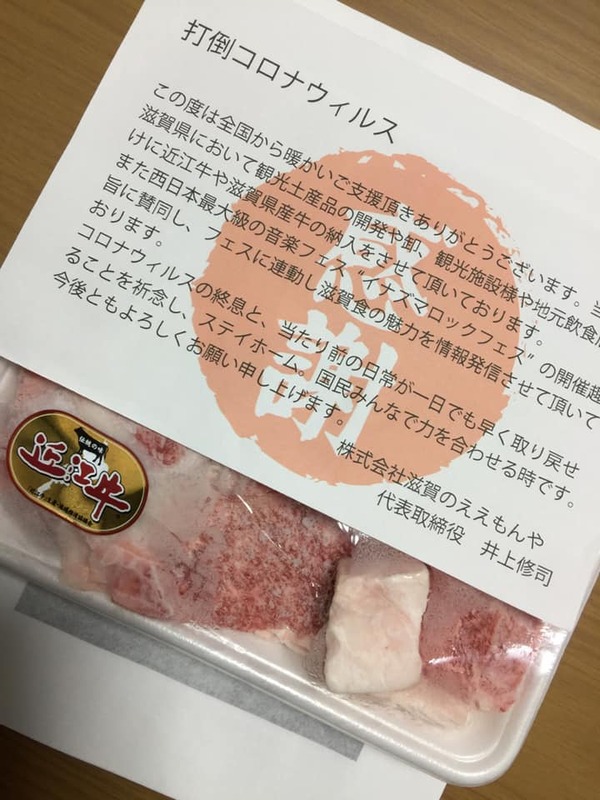 打倒コロナウィルス
この度は全国から暖かいご支援頂きありがとうございます。当
滋賀県において観光土産品の開発や卸、観光施設様や地元飲食店
けに近江牛や滋賀県産牛の納入をさせて頂いております。
また西日本最大級の音楽フェス“イナズマロックフェス”の開催趣
旨に賛同し、フェスに連動し滋賀食の魅力を情報発信させて頂いて
おります。
コロナウィルスの終息と、当たり前の日常が一日でも早く取り戻せ
ることを祈念し、ステイホーム。国民みんなで力を合わせる時です。
今後ともよろしくお願い申し上げます。
株式会社滋賀のええもんや
代表取締役 井上修司
感謝
伝統の味
近江牛